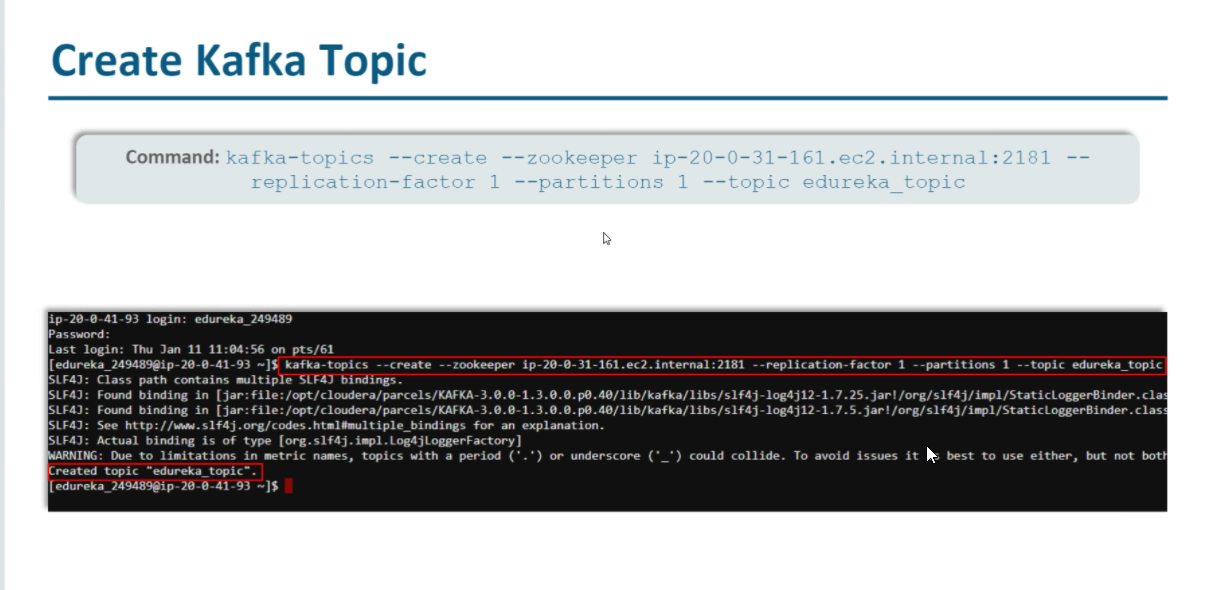 Create Kafka Topic
Command: kafka-topics --create --zookeeper ip-20-0-31-161.ec2.internal:2181 --
replication-factor 1 --partitions 1 --topic edureka_topic
ip-20-0-41-93 login: edureka_249489
Password:
Last login: Thu Jan 11 11:04:56 on pts/61
[edureka_249489@ip-20-0-41-93 ~]$ kafka-topics --create --zookeeper ip-20-0-31-161.ec2.internal:2181 --replication-factor 1 --partitions 1 --topic edureka_topic
SLF4J: Class path contains multiple SLF4J bindings.
SLF4J: Found binding in [jar:file:/opt/cloudera/parcels/KAFKA-3.0.0-1.3.0.0.p0.40/lib/kafka/libs/slf4j-log4j12-1.7.25.jar!/org/slf4j/impl/StaticLoggerBinder.clas
SLF4J: Found binding in [jar:file:/opt/cloudera/parcels/KAFKA-3.0.0-1.3.0.0.p0.40/lib/kafka/libs/slf4j-log4j12-1.7.5.jar!/org/slf4j/impl/StaticLoggerBinder.class
SLF4J: See http://www.slf4j.org/codes.html#multiple_bindings for an explanation.
SLF4J: Actual binding is of type [org.slf4j.impl.Log4jLoggerFactory]
WARNING: Due to limitations in metric names, topics with a period ('.') or underscore ('_') could collide. To avoid issues it is best to use either, but not both
Created topic "edureka_topic".
[edureka_249489@ip-20-0-41-93 ~]$